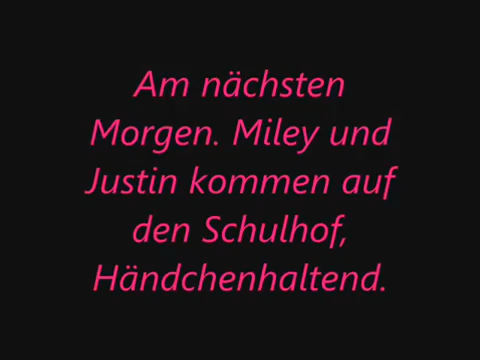 Am nächsten
Morgen. Miley und
Justin kommen auf
den Schulhof,
Händchenhaltend.